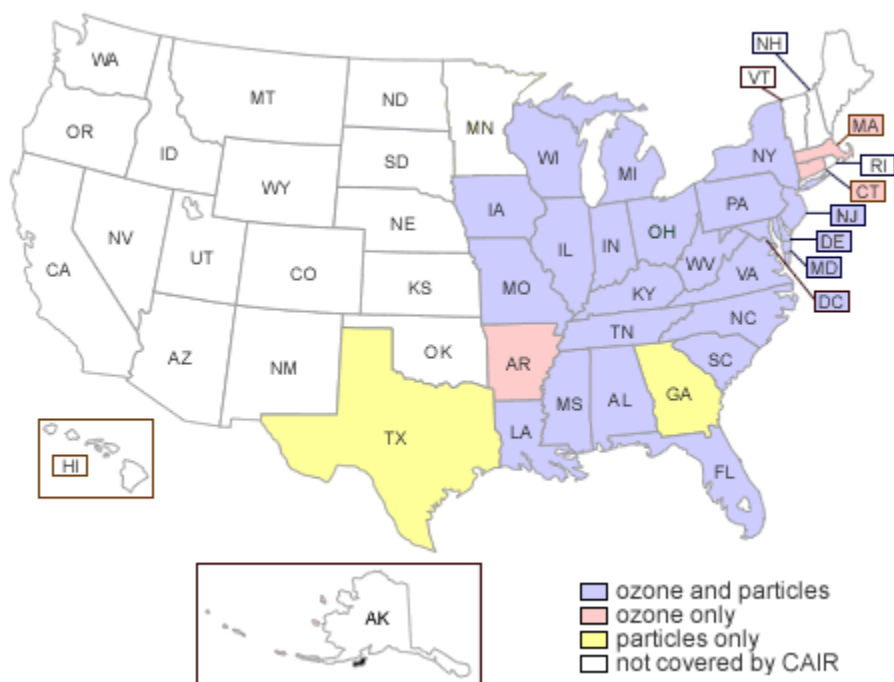 NH
WA
VT
MT
ND
MN
OR
MA
ID
SD
WI
NY
RI
MI
WY
CT
IA
PA
NE
NJ
NV
OH
IL
IN
DE
UT
CA
CO
WV
MD
VA
KS
MO
KY
DC
NC
TN
AZ
OK
AR
SC
NM
GA
MS
AL
TX
LA
HI
FL
AK
ozone and particles
ozone only
particles only
not covered by CAIR